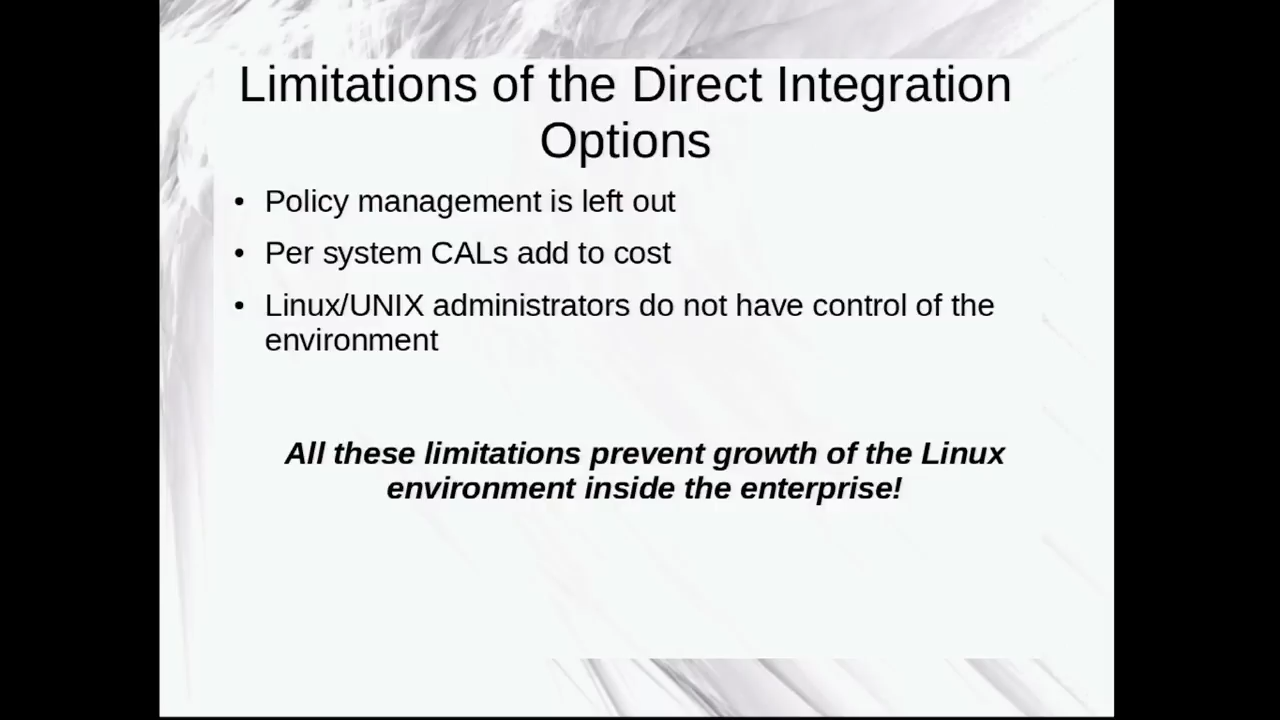 Limitations of the Direct Integration
Options
• Policy management is left out
• Per system CALs add to cost
• Linux/UNIX administrators do not have control of the
environment
All these limitations prevent growth of the Linux
environment inside the enterprise!